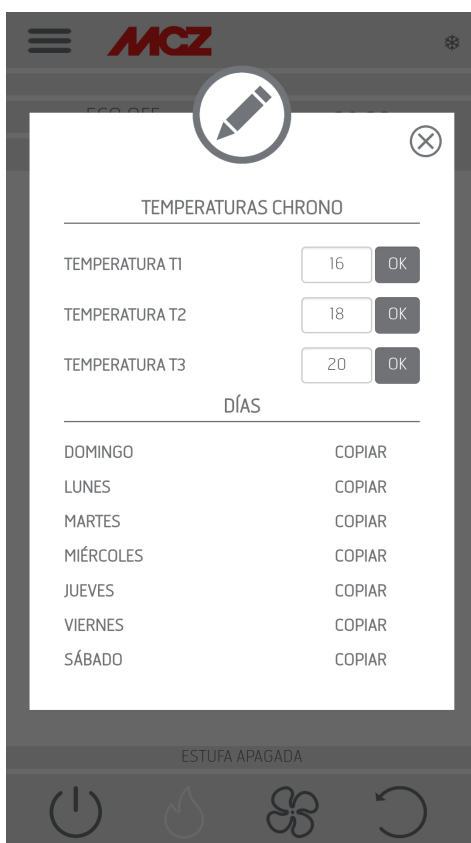 MCZ
TEMPERATURAS CHRONO
TEMPERATURA T1 16 OK
TEMPERATURA T2 18 OK
TEMPERATURA T3 20 OK
DÍAS
DOMINGO COPIAR
LUNES COPIAR
MARTES COPIAR
MIÉRCOLES COPIAR
JUEVES COPIAR
VIERNES COPIAR
SÁBADO COPIAR
ESTUFA APAGADA